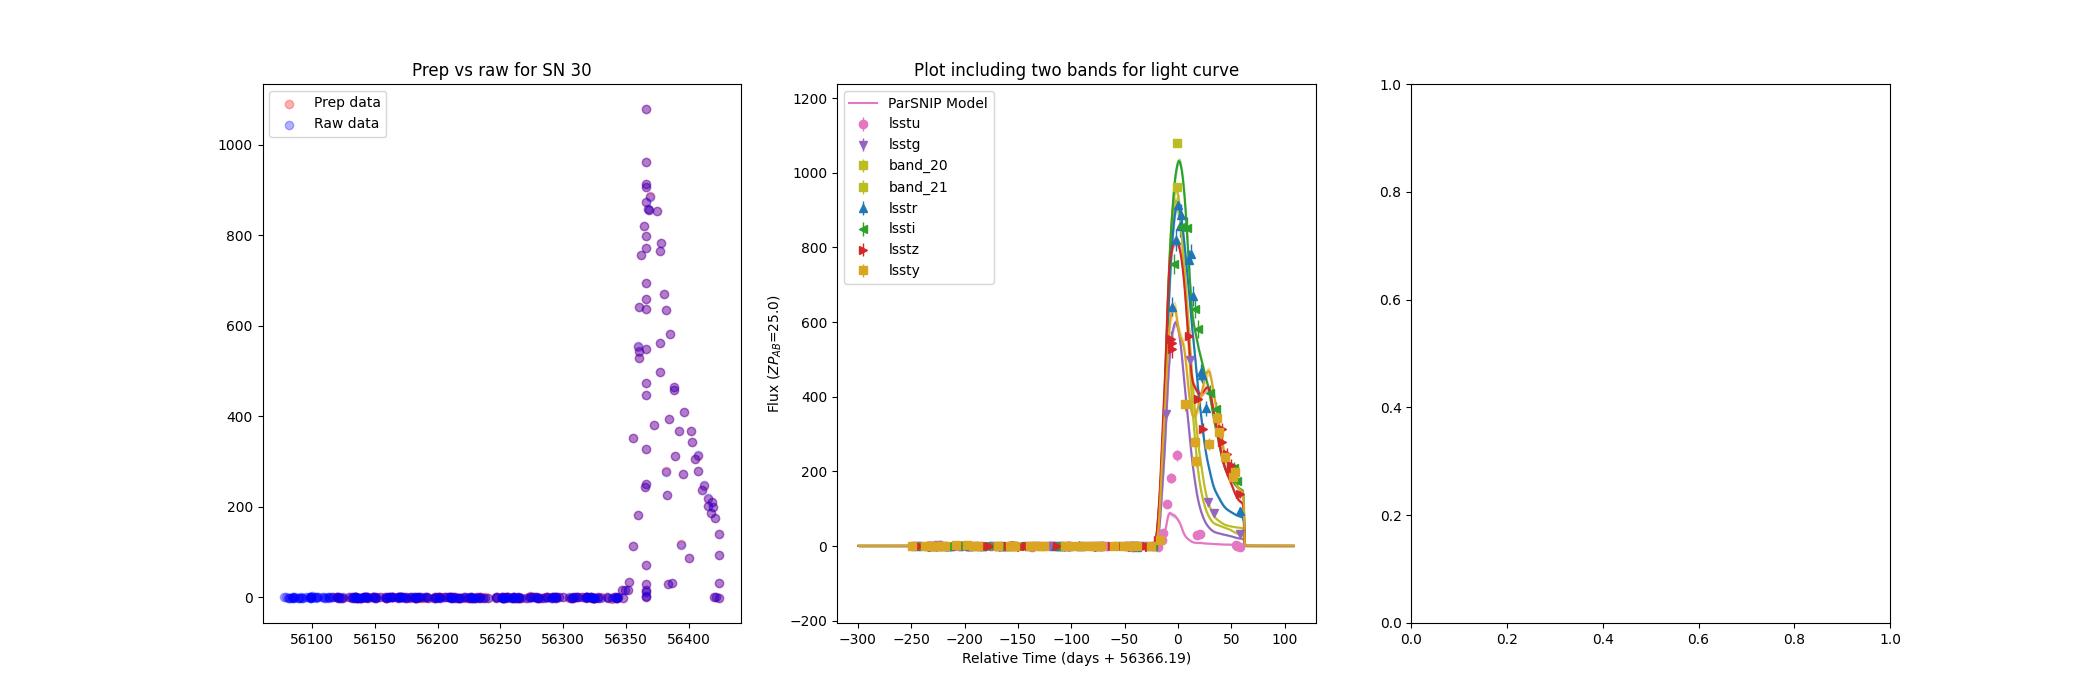 Prep vs raw for SN 30
Prep data
Raw data
1000
800
600
400
200
0
56100 56150 56200 56250 56300 56350 56400
Plot including two bands for light curve
ParSNIP Model
lsstu
lsstg
band_20
band_21
lsstr
lssti
lsstz
lssty
1200
1000
800
600
400
200
0
−200
Flux (ZP_AB=25.0)
−300 −250 −200 −150 −100 −50 0 50 100
Relative Time (days + 56366.19)
1.0
0.8
0.6
0.4
0.2
0.0
0.0 0.2 0.4 0.6 0.8 1.0